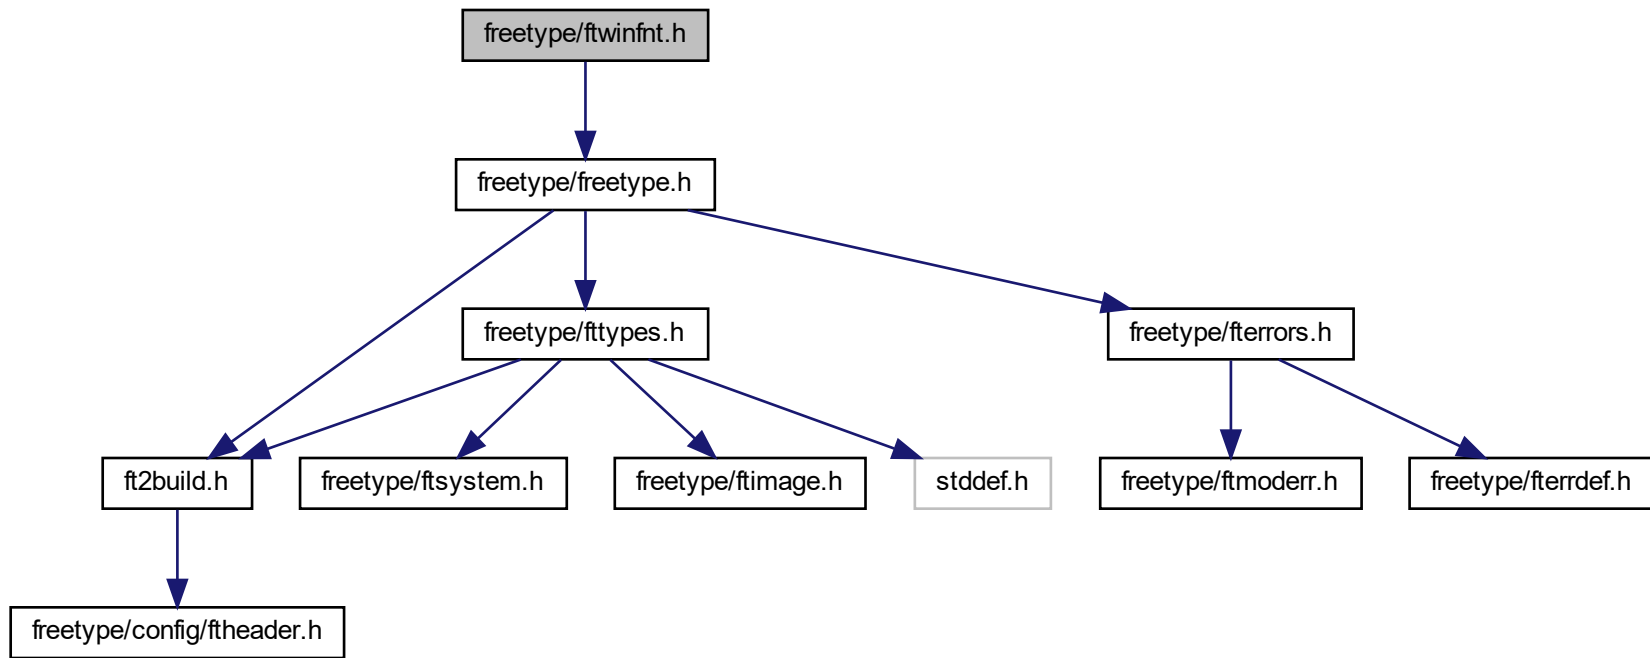 freetype/ftwinfnt.h
freetype/freetype.h
freetype/fttypes.h
freetype/fterrors.h
ft2build.h
freetype/ftsystem.h
freetype/ftimage.h
stddef.h
freetype/ftmoderr.h
freetype/fterrdef.h
freetype/config/ftheader.h